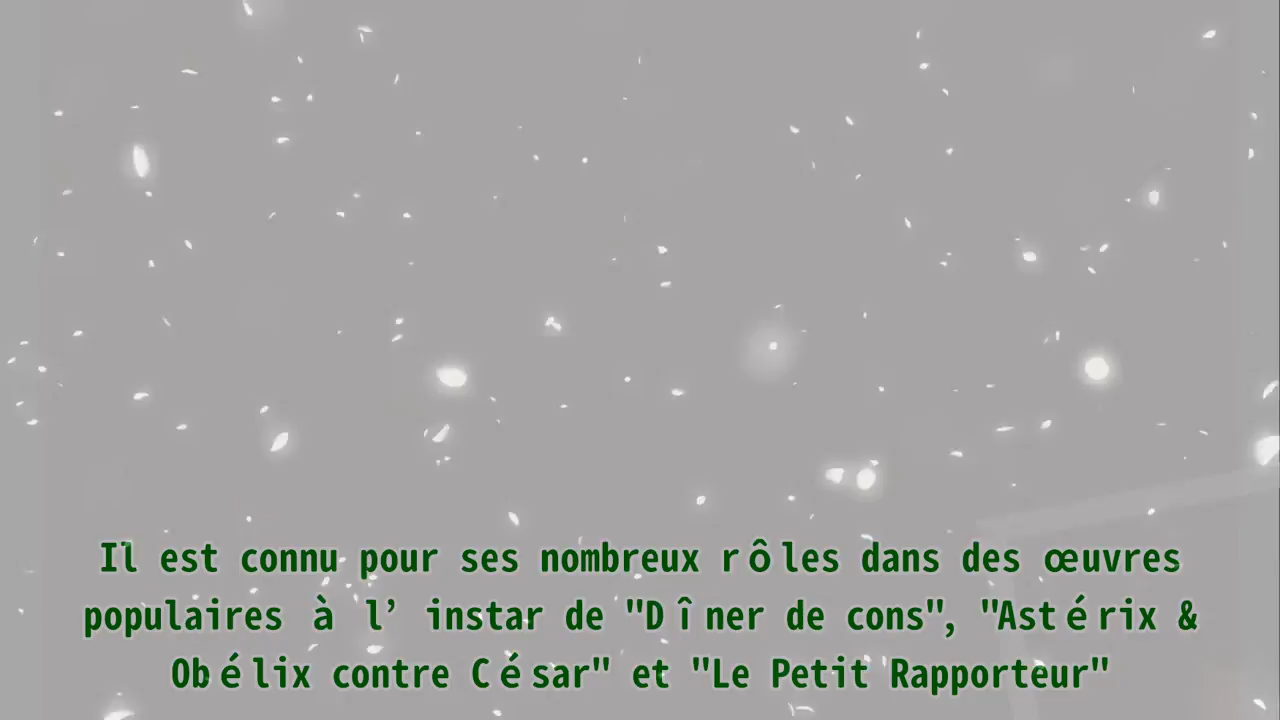 Il est connu pour ses nombreux rôles dans des œuvres
populaires à l’instar de "Dîner de cons", "Astérix &
Obélix contre César" et "Le Petit Rapporteur"